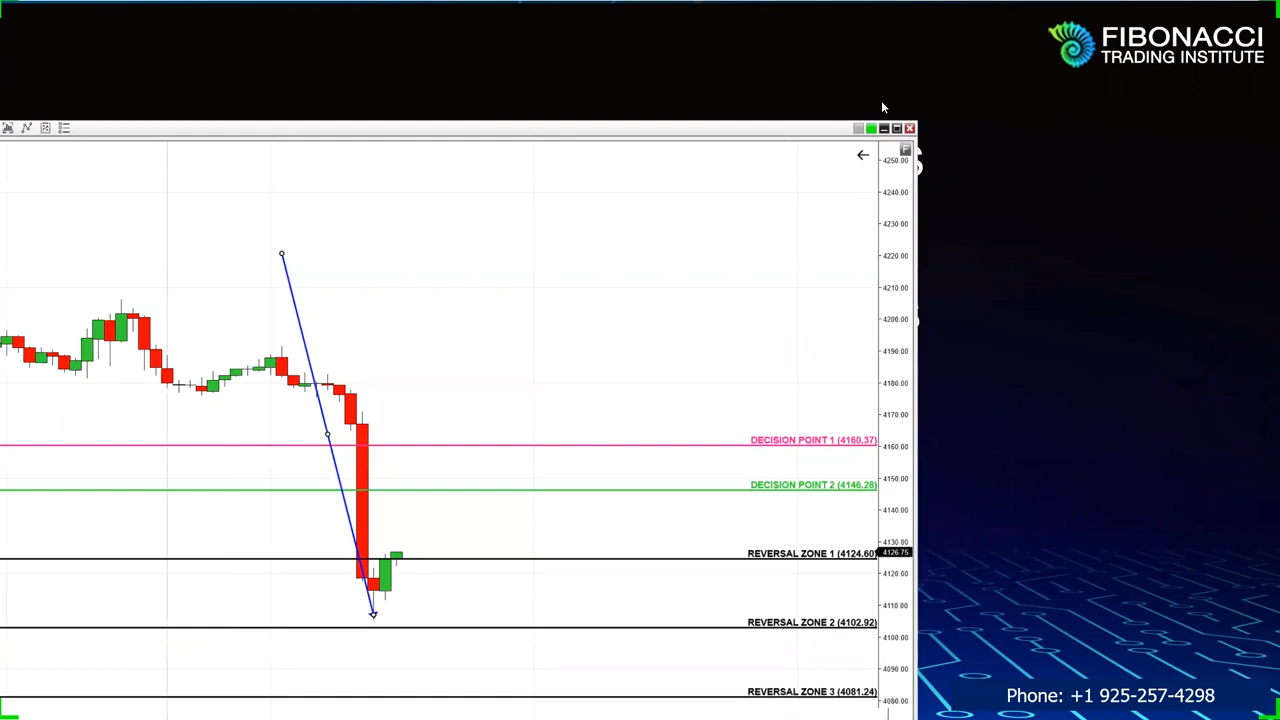 FIBONACCI
TRADING INSTITUTE
F
4250.00
4240.00
4230.00
4220.00
4210.00
4200.00
4190.00
4180.00
4170.00
DECISION POINT 1 (4160.37)
4160.00
DECISION POINT 2 (4146.28)
4150.00
4140.00
4130.00
REVERSAL ZONE 1 (4124.60)
4126.75
4120.00
4110.00
REVERSAL ZONE 2 (4102.92)
4100.00
4090.00
REVERSAL ZONE 3 (4081.24)
4080.00
Phone: +1 925-257-4298